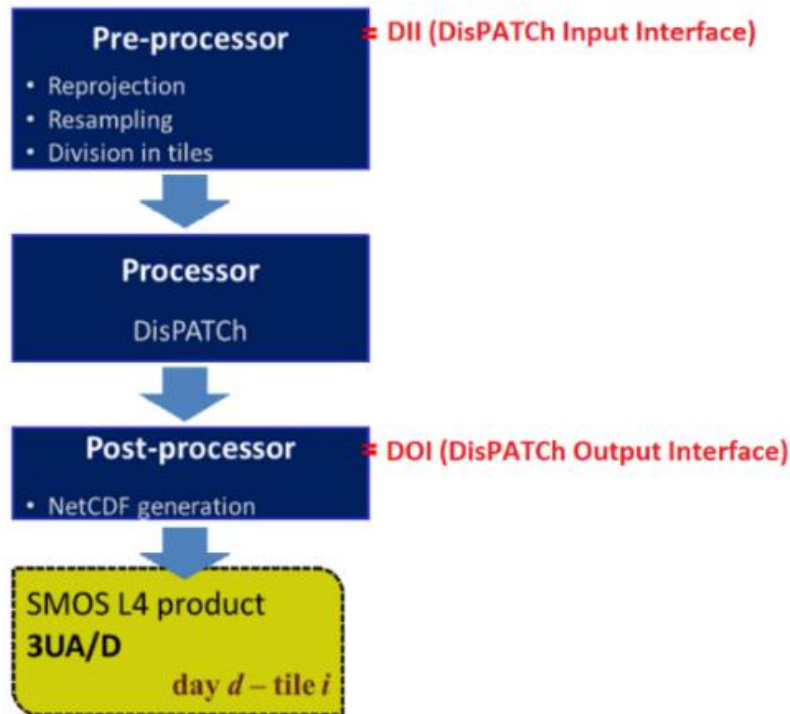 Pre-processor
= DII (DisPATCh Input Interface)
• Reprojection
• Resampling
• Division in tiles
Processor
DisPATCh
Post-processor
= DOI (DisPATCh Output Interface)
• NetCDF generation
SMOS L4 product
3UA/D
day d – tile i